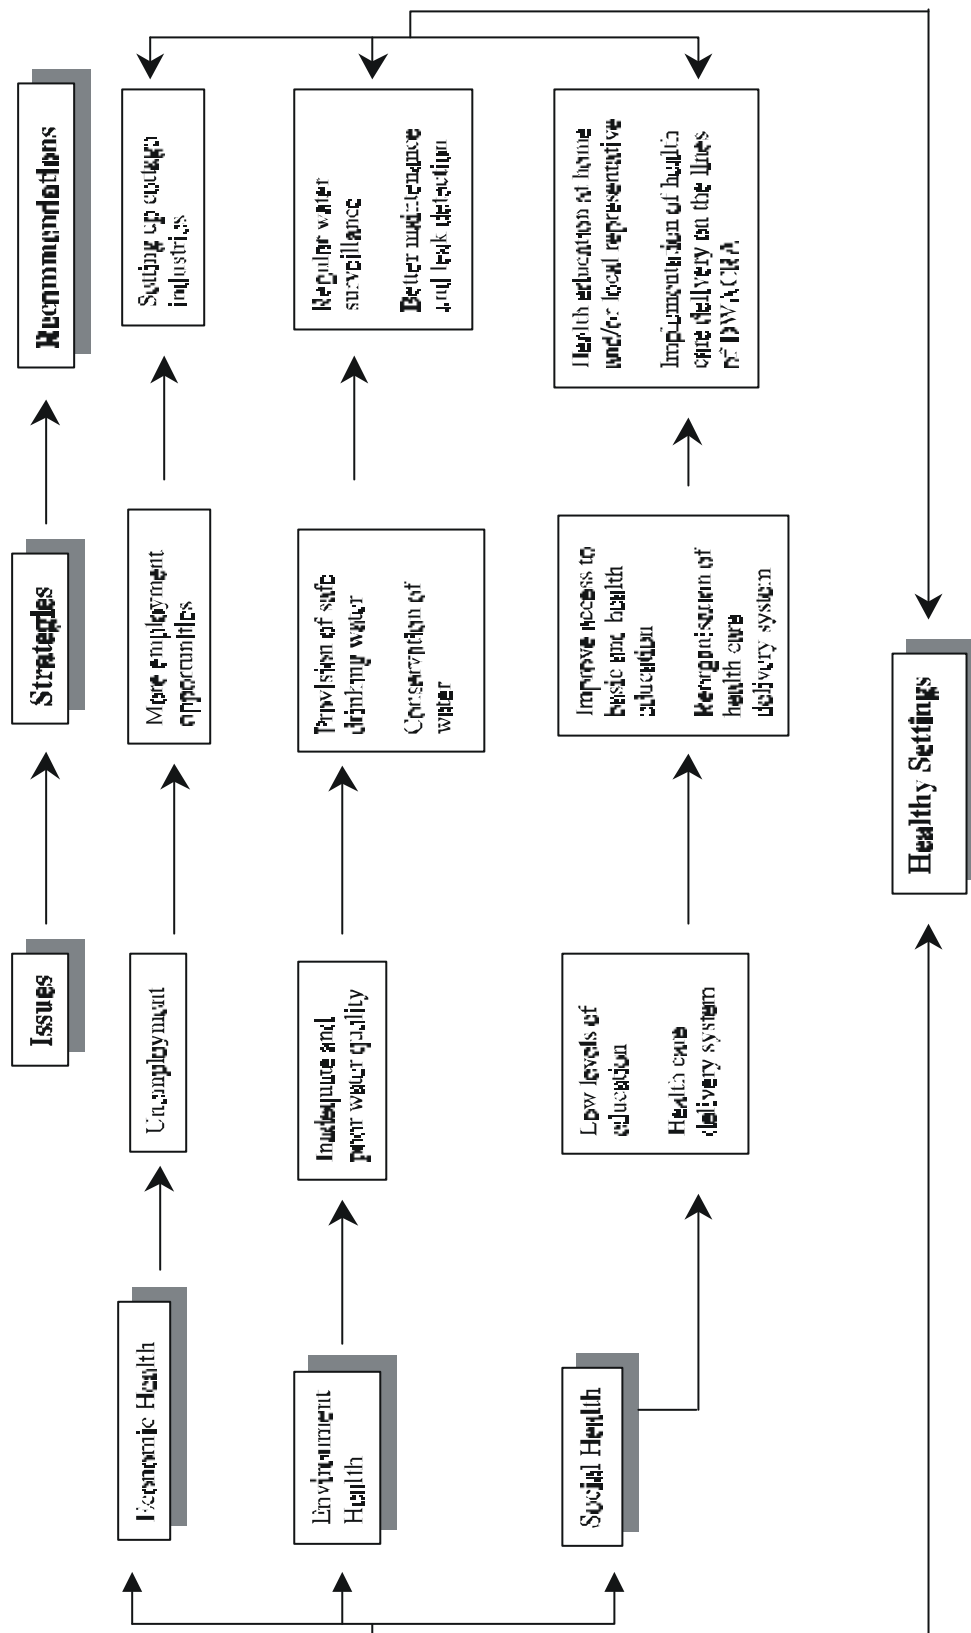 Issues
Strategies
Recommendations
Economic Health
Unemployment
More employment
opportunities
Setting up cottage
industries
Environment
Health
Inadequate and
poor water quality
Provision of safe
drinking water
Conservation of
water
Regular water
surveillance
Better maintenance
and leak detection
Social Health
Low levels of
education
Health care
delivery system
Improve access to
basic and health
education
Reorganisation of
health care
delivery system
Health education at home
and/or local representative
Implementation of health
care delivery on the lines
of DWACRA
Healthy Settings